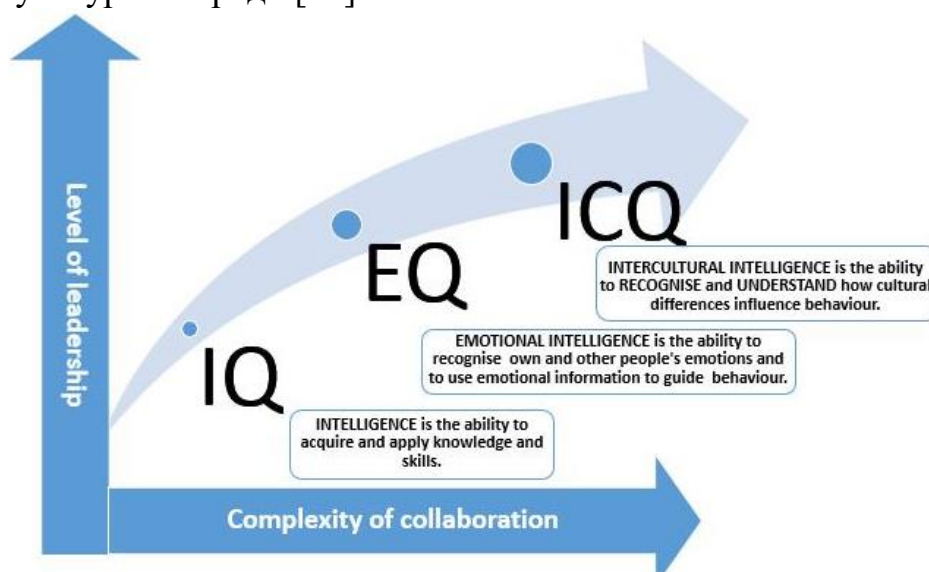 Level of leadership
ICQ
INTERCULTURAL INTELLIGENCE is the ability
to RECOGNISE and UNDERSTAND how cultural
differences influence behaviour.
EQ
EMOTIONAL INTELLIGENCE is the ability to
recognise own and other people's emotions and
to use emotional information to guide behaviour.
IQ
INTELLIGENCE is the ability to
acquire and apply knowledge and
skills.
Complexity of collaboration